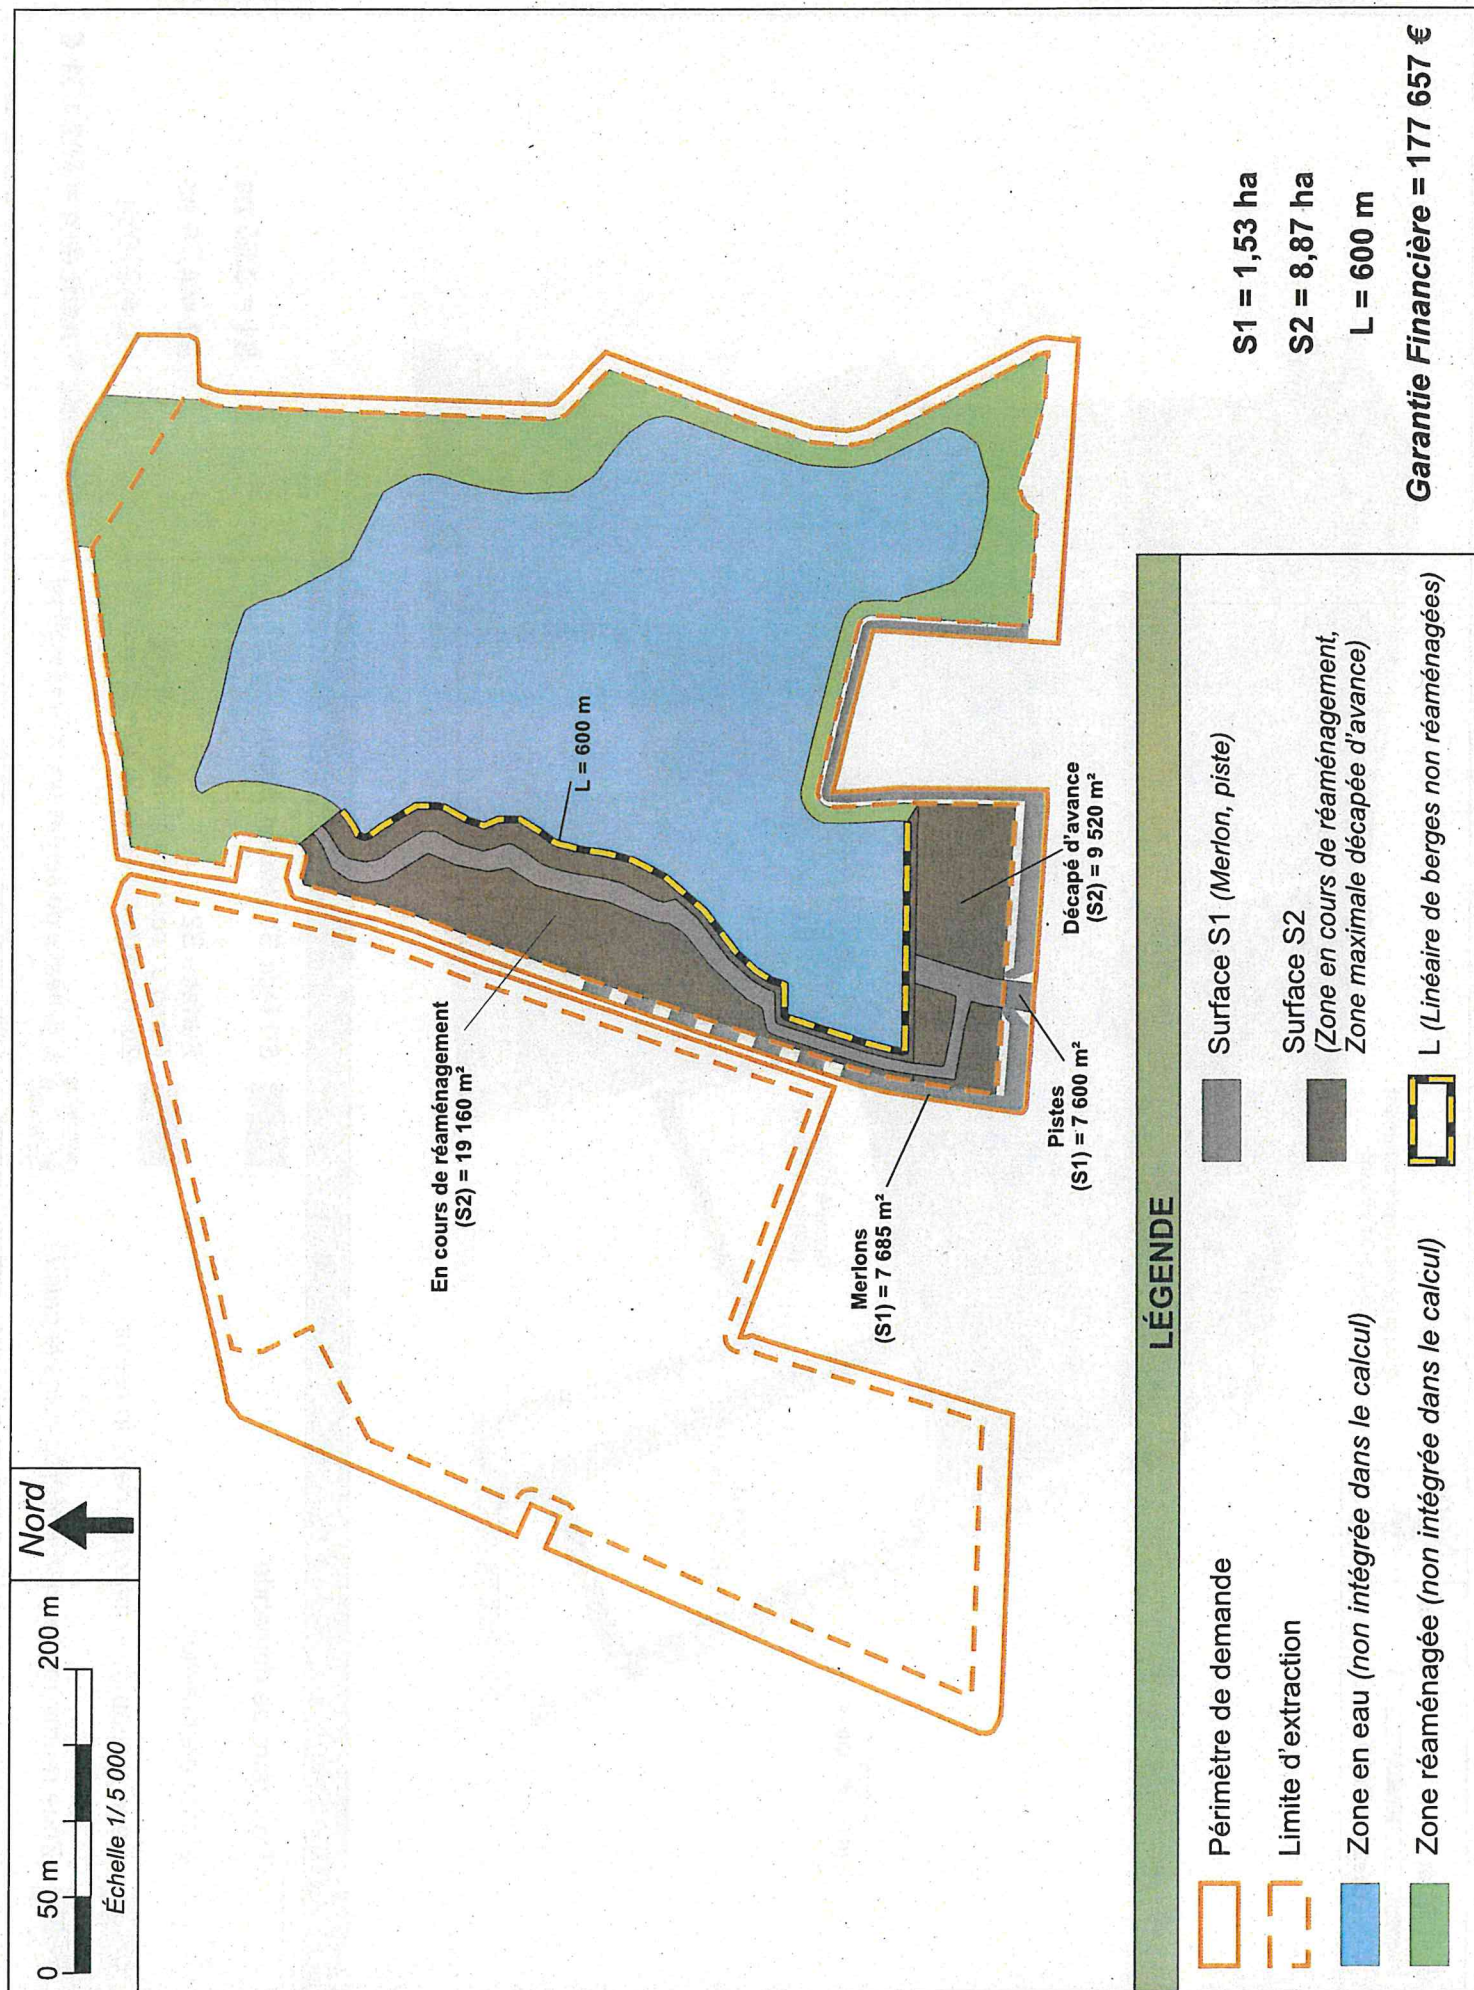 0 50 m 200 m
Échelle 1/ 5 000
Nord
En cours de réaménagement
(S2) = 19 160 m²
L = 600 m
Merlons
(S1) = 7 685 m²
Pistes
(S1) = 7 600 m²
Décapé d'avance
(S2) = 9 520 m²
LÉGENDE
Périmètre de demande
Limite d'extraction
Zone en eau (non intégrée dans le calcul)
Zone réaménagée (non intégrée dans le calcul)
Surface S1 (Merlon, piste)
Surface S2
(Zone en cours de réaménagement,
Zone maximale décapée d'avance)
L (Linéaire de berges non réaménagées)
S1 = 1,53 ha
S2 = 8,87 ha
L = 600 m
Garantie Financière = 177 657 €